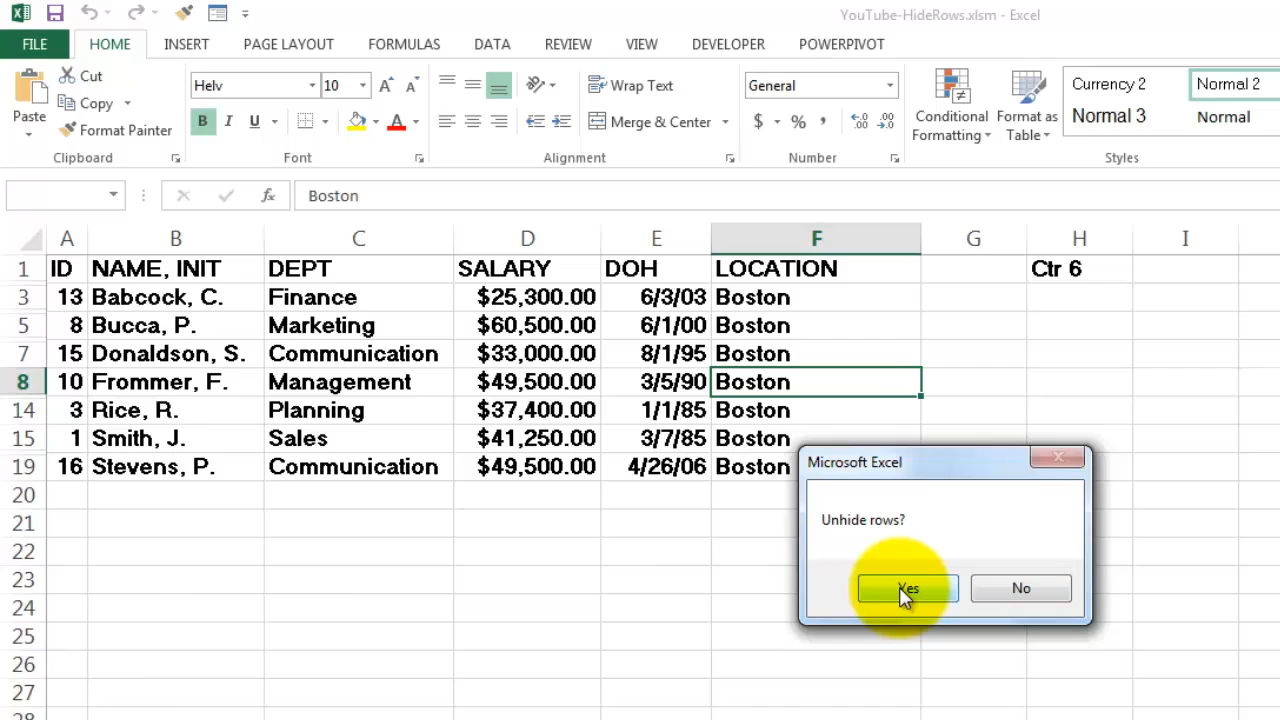 YouTube-HideRows.xlsm - Excel
FILE HOME INSERT PAGE LAYOUT FORMULAS DATA REVIEW VIEW DEVELOPER POWERPIVOT
Paste
Cut
Copy
Format Painter
Clipboard
Helv 10
B I U A
Font
Wrap Text
Merge & Center
Alignment
General
$ % ,
Number
Conditional
Formatting
Format as
Table
Currency 2 Normal 2
Normal 3 Normal
Styles
fx Boston
A B C D E F G H I
1 ID NAME, INIT DEPT SALARY DOH LOCATION Ctr 6
3 13 Babcock, C. Finance $25,300.00 6/3/03 Boston
5 8 Bucca, P. Marketing $60,500.00 6/1/00 Boston
7 15 Donaldson, S. Communication $33,000.00 8/1/95 Boston
8 10 Frommer, F. Management $49,500.00 3/5/90 Boston
14 3 Rice, R. Planning $37,400.00 1/1/85 Boston
15 1 Smith, J. Sales $41,250.00 3/7/85 Boston
19 16 Stevens, P. Communication $49,500.00 4/26/06 Boston
20
21
22
23
24
25
26
27
28
Microsoft Excel
Unhide rows?
Yes No